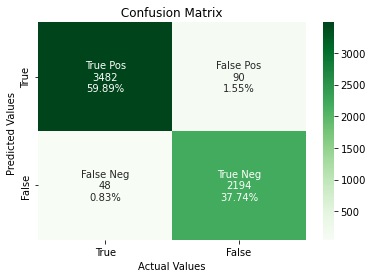 Confusion Matrix
True Pos
3482
59.89%
False Pos
90
1.55%
False Neg
48
0.83%
True Neg
2194
37.74%
True
False
Predicted Values
True
False
Actual Values
3000
2500
2000
1500
1000
500